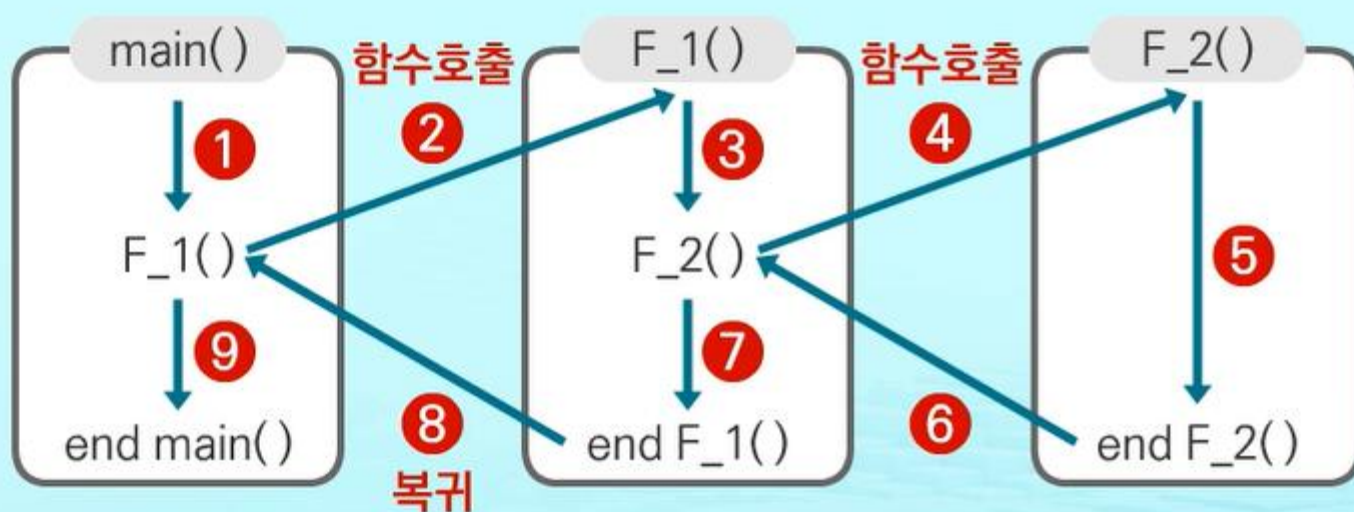 main()
함수호출
F_1()
함수호출
F_2()
1
2
3
4
F_1()
F_2()
5
9
7
8
6
end main()
end F_1()
end F_2()
복귀